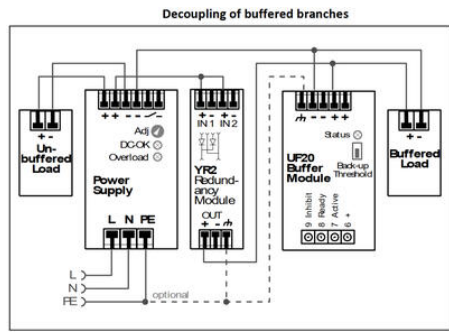 Decoupling of buffered branches
+ + - - -
+ - + -
- - + +
IN 1 IN 2
Adj
DC-OK
Overload
Status
Back-up
Threshold
+ -
Un-
buffered
Load
Power
Supply
YR2
Redund-
ancy
Module
UF20
Buffer
Module
+ -
Buffered
Load
9 Inhibit
8 Ready
7 Active
6 +
L N PE
OUT
+ -
L
N
PE
optional